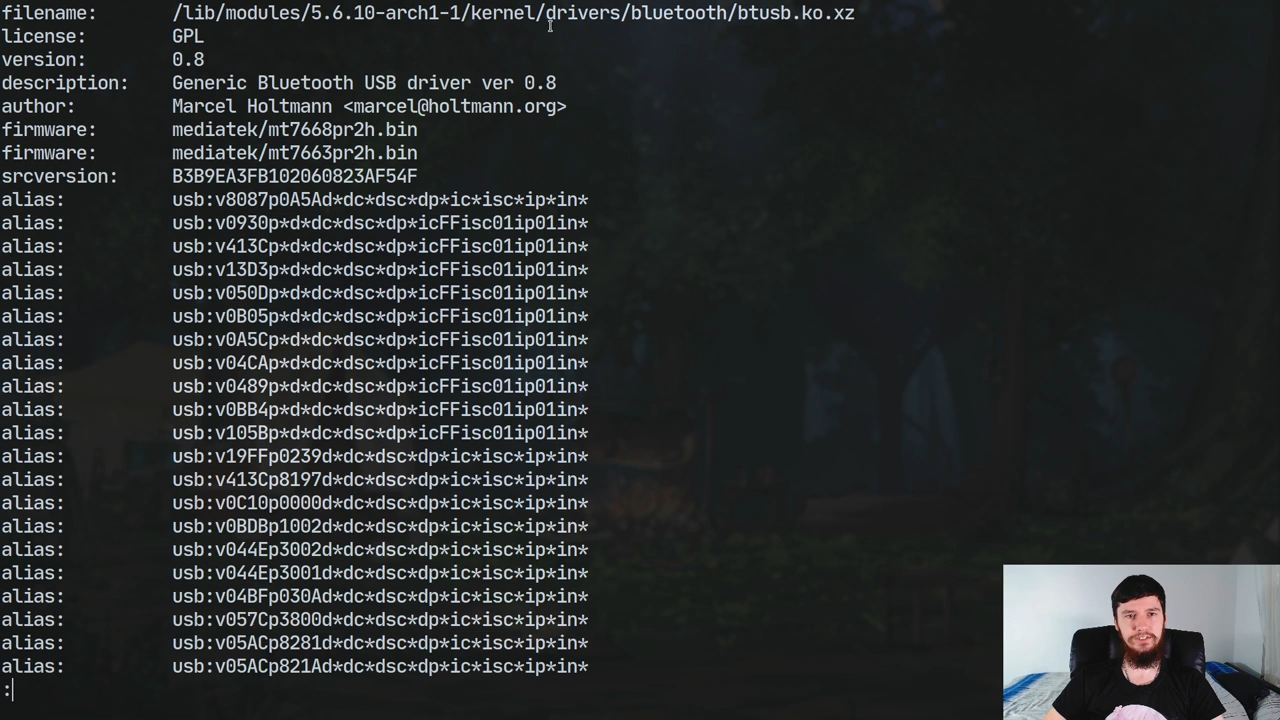 filename: /lib/modules/5.6.10-arch1-1/kernel/drivers/bluetooth/btusb.ko.xz
license: GPL
version: 0.8
description: Generic Bluetooth USB driver ver 0.8
author: Marcel Holtmann <marcel@holtmann.org>
firmware: mediatek/mt7668pr2h.bin
firmware: mediatek/mt7663pr2h.bin
srcversion: B3B9EA3FB102060823AF54F
alias: usb:v8087p0A5Ad*dc*dsc*dp*ic*isc*ip*in*
alias: usb:v0930p*d*dc*dsc*dp*icFFisc01ip01in*
alias: usb:v413Cp*d*dc*dsc*dp*icFFisc01ip01in*
alias: usb:v13D3p*d*dc*dsc*dp*icFFisc01ip01in*
alias: usb:v050Dp*d*dc*dsc*dp*icFFisc01ip01in*
alias: usb:v0B05p*d*dc*dsc*dp*icFFisc01ip01in*
alias: usb:v0A5Cp*d*dc*dsc*dp*icFFisc01ip01in*
alias: usb:v04CAp*d*dc*dsc*dp*icFFisc01ip01in*
alias: usb:v0489p*d*dc*dsc*dp*icFFisc01ip01in*
alias: usb:v0BB4p*d*dc*dsc*dp*icFFisc01ip01in*
alias: usb:v105Bp*d*dc*dsc*dp*icFFisc01ip01in*
alias: usb:v19FFp0239d*dc*dsc*dp*ic*isc*ip*in*
alias: usb:v413Cp8197d*dc*dsc*dp*ic*isc*ip*in*
alias: usb:v0C10p0000d*dc*dsc*dp*ic*isc*ip*in*
alias: usb:v0BDBp1002d*dc*dsc*dp*ic*isc*ip*in*
alias: usb:v044Ep3002d*dc*dsc*dp*ic*isc*ip*in*
alias: usb:v044Ep3001d*dc*dsc*dp*ic*isc*ip*in*
alias: usb:v04BFp030Ad*dc*dsc*dp*ic*isc*ip*in*
alias: usb:v057Cp3800d*dc*dsc*dp*ic*isc*ip*in*
alias: usb:v05ACp8281d*dc*dsc*dp*ic*isc*ip*in*
alias: usb:v05ACp821Ad*dc*dsc*dp*ic*isc*ip*in*
: